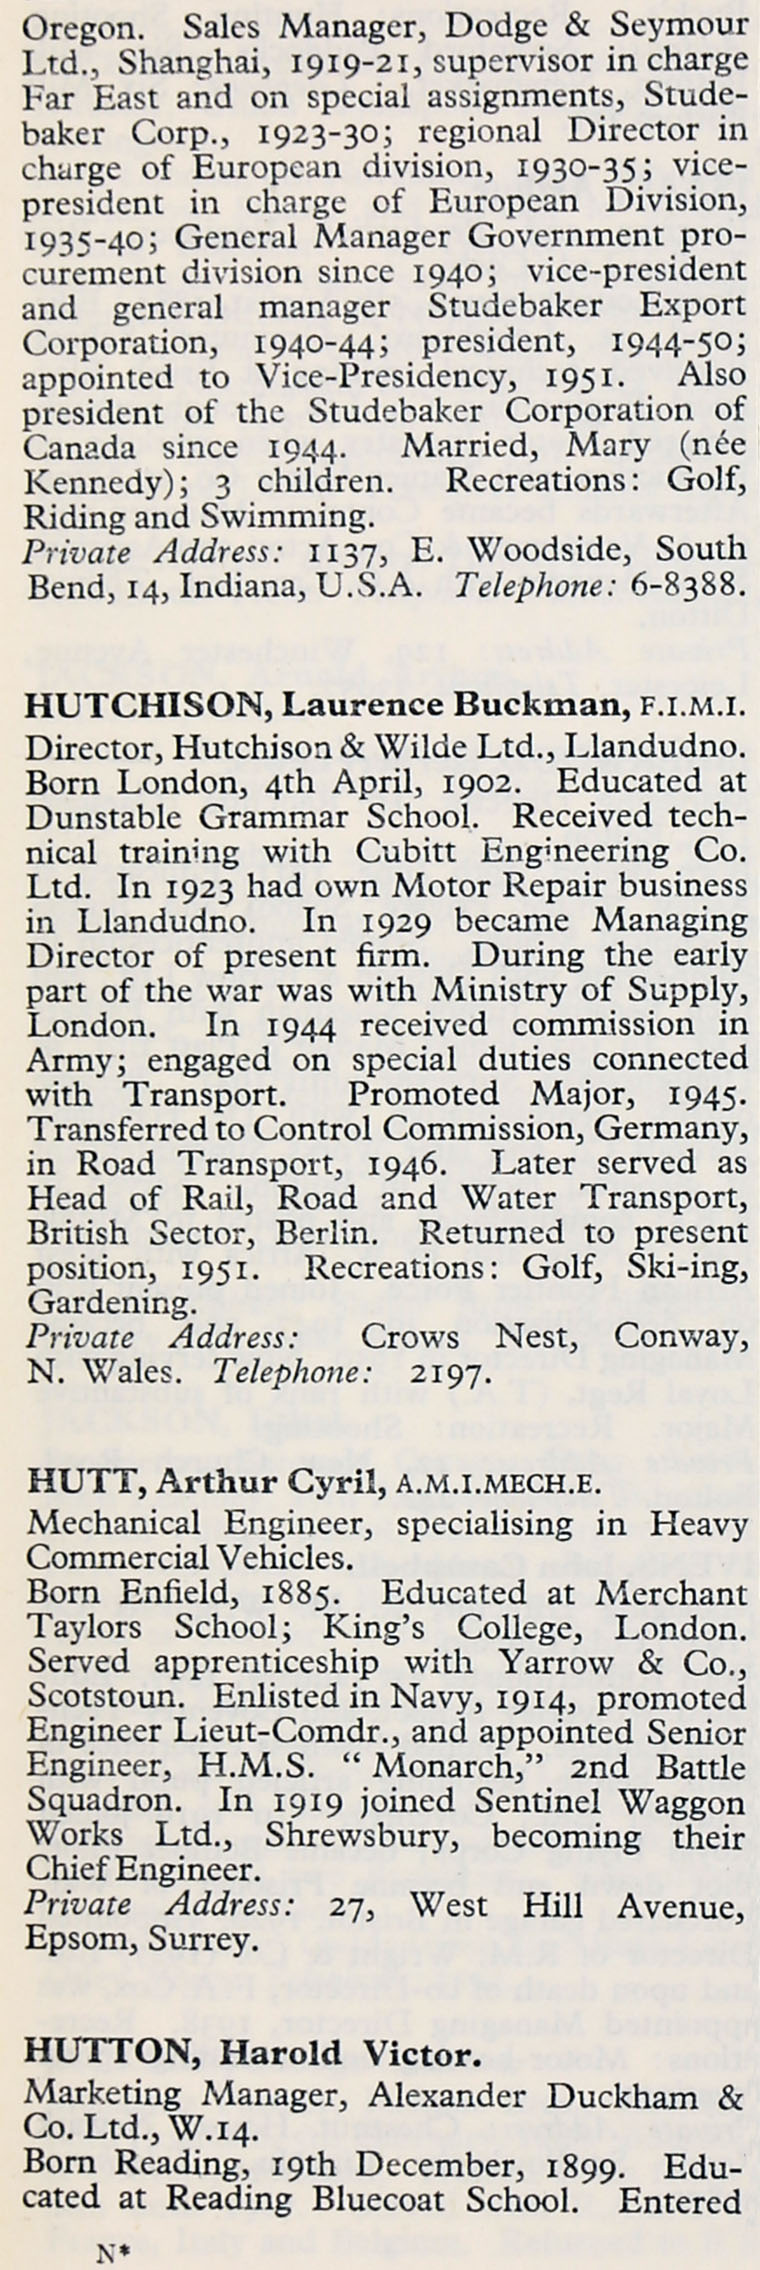 Oregon. Sales Manager, Dodge & Seymour
Ltd., Shanghai, 1919-21, supervisor in charge
Far East and on special assignments, Stude-
baker Corp., 1923-30; regional Director in
charge of European division, 1930-35; vice-
president in charge of European Division,
1935-40; General Manager Government pro-
curement division since 1940; vice-president
and general manager Studebaker Export
Corporation, 1940-44; president, 1944-50;
appointed to Vice-Presidency, 1951. Also
president of the Studebaker Corporation of
Canada since 1944. Married, Mary (née
Kennedy); 3 children. Recreations: Golf,
Riding and Swimming.
Private Address: 1137, E. Woodside, South
Bend, 14, Indiana, U.S.A. Telephone: 6-8388.
HUTCHISON, Laurence Buckman, F.I.M.I.
Director, Hutchison & Wilde Ltd., Llandudno.
Born London, 4th April, 1902. Educated at
Dunstable Grammar School. Received tech-
nical training with Cubitt Engineering Co.
Ltd. In 1923 had own Motor Repair business
in Llandudno. In 1929 became Managing
Director of present firm. During the early
part of the war was with Ministry of Supply,
London. In 1944 received commission in
Army; engaged on special duties connected
with Transport. Promoted Major, 1945.
Transferred to Control Commission, Germany,
in Road Transport, 1946. Later served as
Head of Rail, Road and Water Transport,
British Sector, Berlin. Returned to present
position, 1951. Recreations: Golf, Ski-ing,
Gardening.
Private Address: Crows Nest, Conway,
N. Wales. Telephone: 2197.
HUTT, Arthur Cyril, A.M.I.MECH.E.
Mechanical Engineer, specialising in Heavy
Commercial Vehicles.
Born Enfield, 1885. Educated at Merchant
Taylors School; King's College, London.
Served apprenticeship with Yarrow & Co.,
Scotstoun. Enlisted in Navy, 1914, promoted
Engineer Lieut-Comdr., and appointed Senior
Engineer, H.M.S. "Monarch," 2nd Battle
Squadron. In 1919 joined Sentinel Waggon
Works Ltd., Shrewsbury, becoming their
Chief Engineer.
Private Address: 27, West Hill Avenue,
Epsom, Surrey.
HUTTON, Harold Victor.
Marketing Manager, Alexander Duckham &
Co. Ltd., W.14.
Born Reading, 19th December, 1899. Edu-
cated at Reading Bluecoat School. Entered
N*